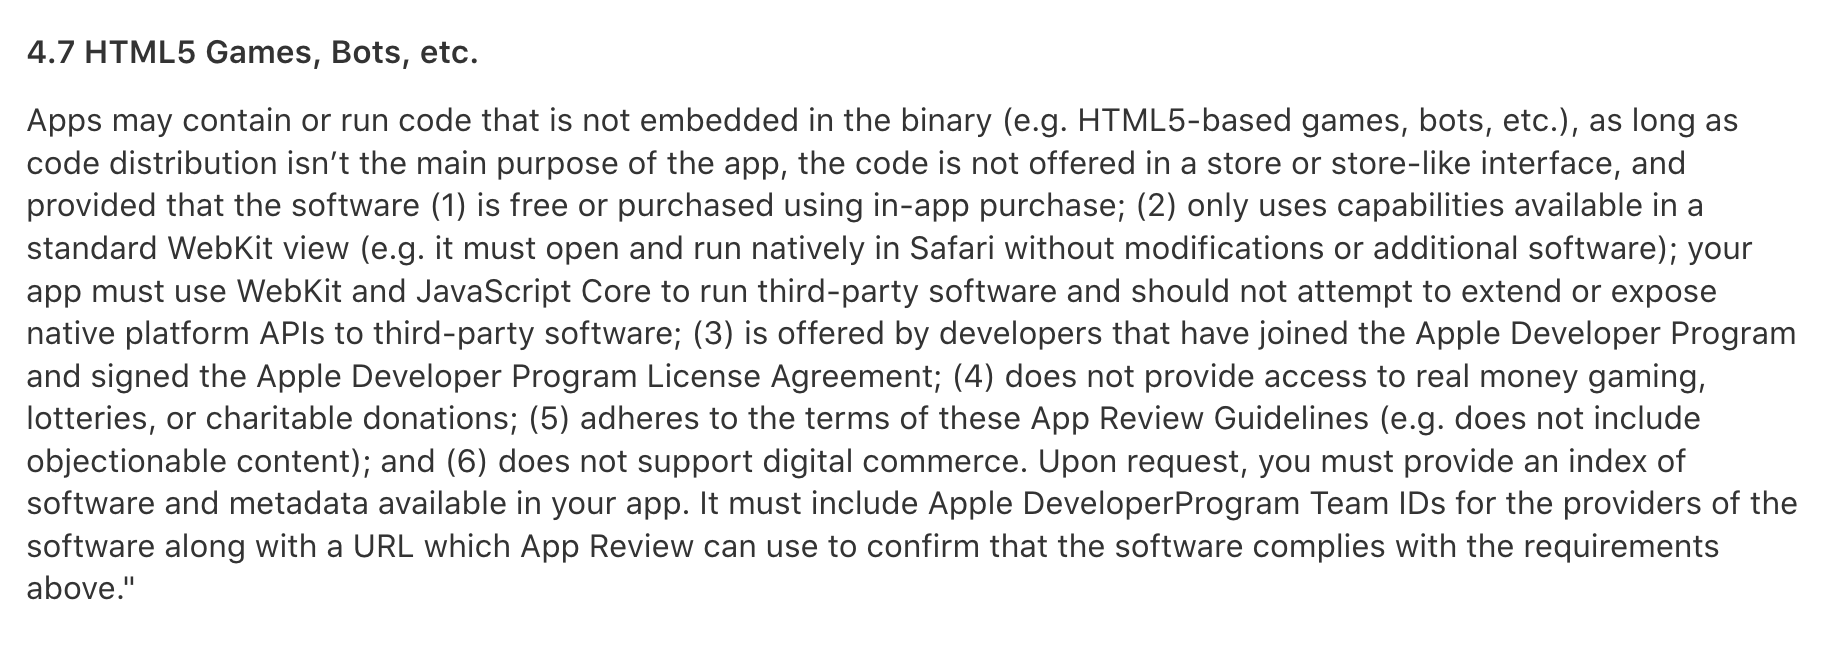 4.7 HTML5 Games, Bots, etc.
Apps may contain or run code that is not embedded in the binary (e.g. HTML5-based games, bots, etc.), as long as
code distribution isn’t the main purpose of the app, the code is not offered in a store or store-like interface, and
provided that the software (1) is free or purchased using in-app purchase; (2) only uses capabilities available in a
standard WebKit view (e.g. it must open and run natively in Safari without modifications or additional software); your
app must use WebKit and JavaScript Core to run third-party software and should not attempt to extend or expose
native platform APIs to third-party software; (3) is offered by developers that have joined the Apple Developer Program
and signed the Apple Developer Program License Agreement; (4) does not provide access to real money gaming,
lotteries, or charitable donations; (5) adheres to the terms of these App Review Guidelines (e.g. does not include
objectionable content); and (6) does not support digital commerce. Upon request, you must provide an index of
software and metadata available in your app. It must include Apple DeveloperProgram Team IDs for the providers of the
software along with a URL which App Review can use to confirm that the software complies with the requirements
above."